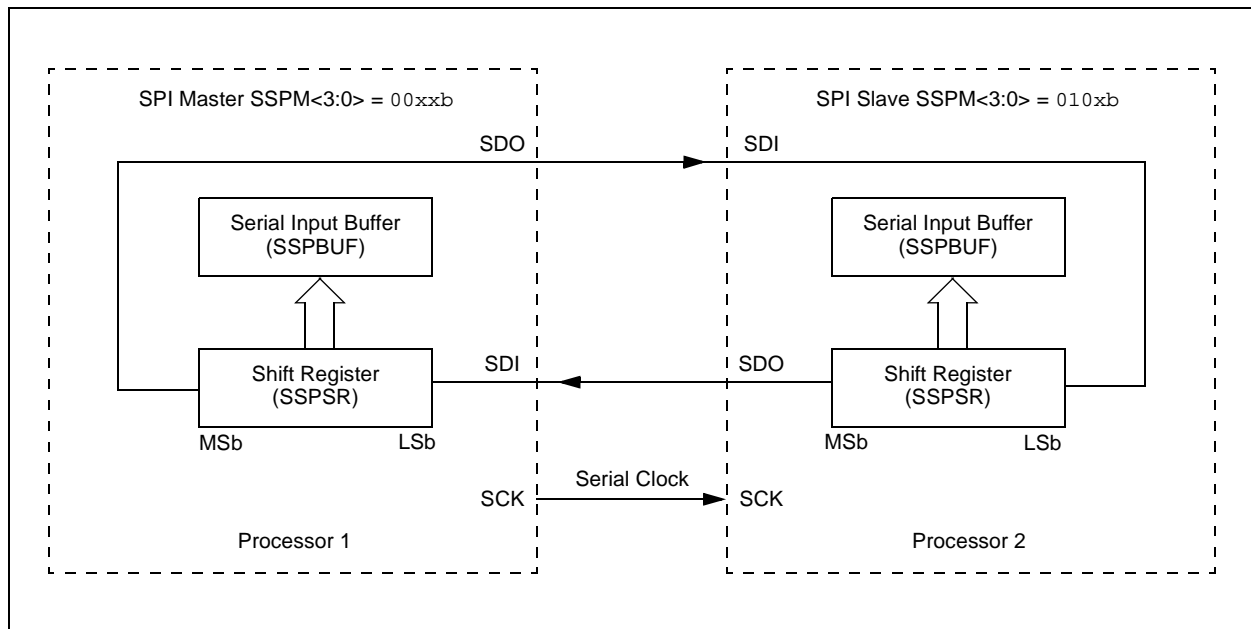 SPI Master SSPM<3:0> = 00xxb
SPI Slave SSPM<3:0> = 010xb
SDO
SDI
Serial Input Buffer
(SSPBUF)
Serial Input Buffer
(SSPBUF)
SDI
SDO
Shift Register
(SSPSR)
Shift Register
(SSPSR)
MSb
LSb
MSb
LSb
Serial Clock
SCK
SCK
Processor 1
Processor 2